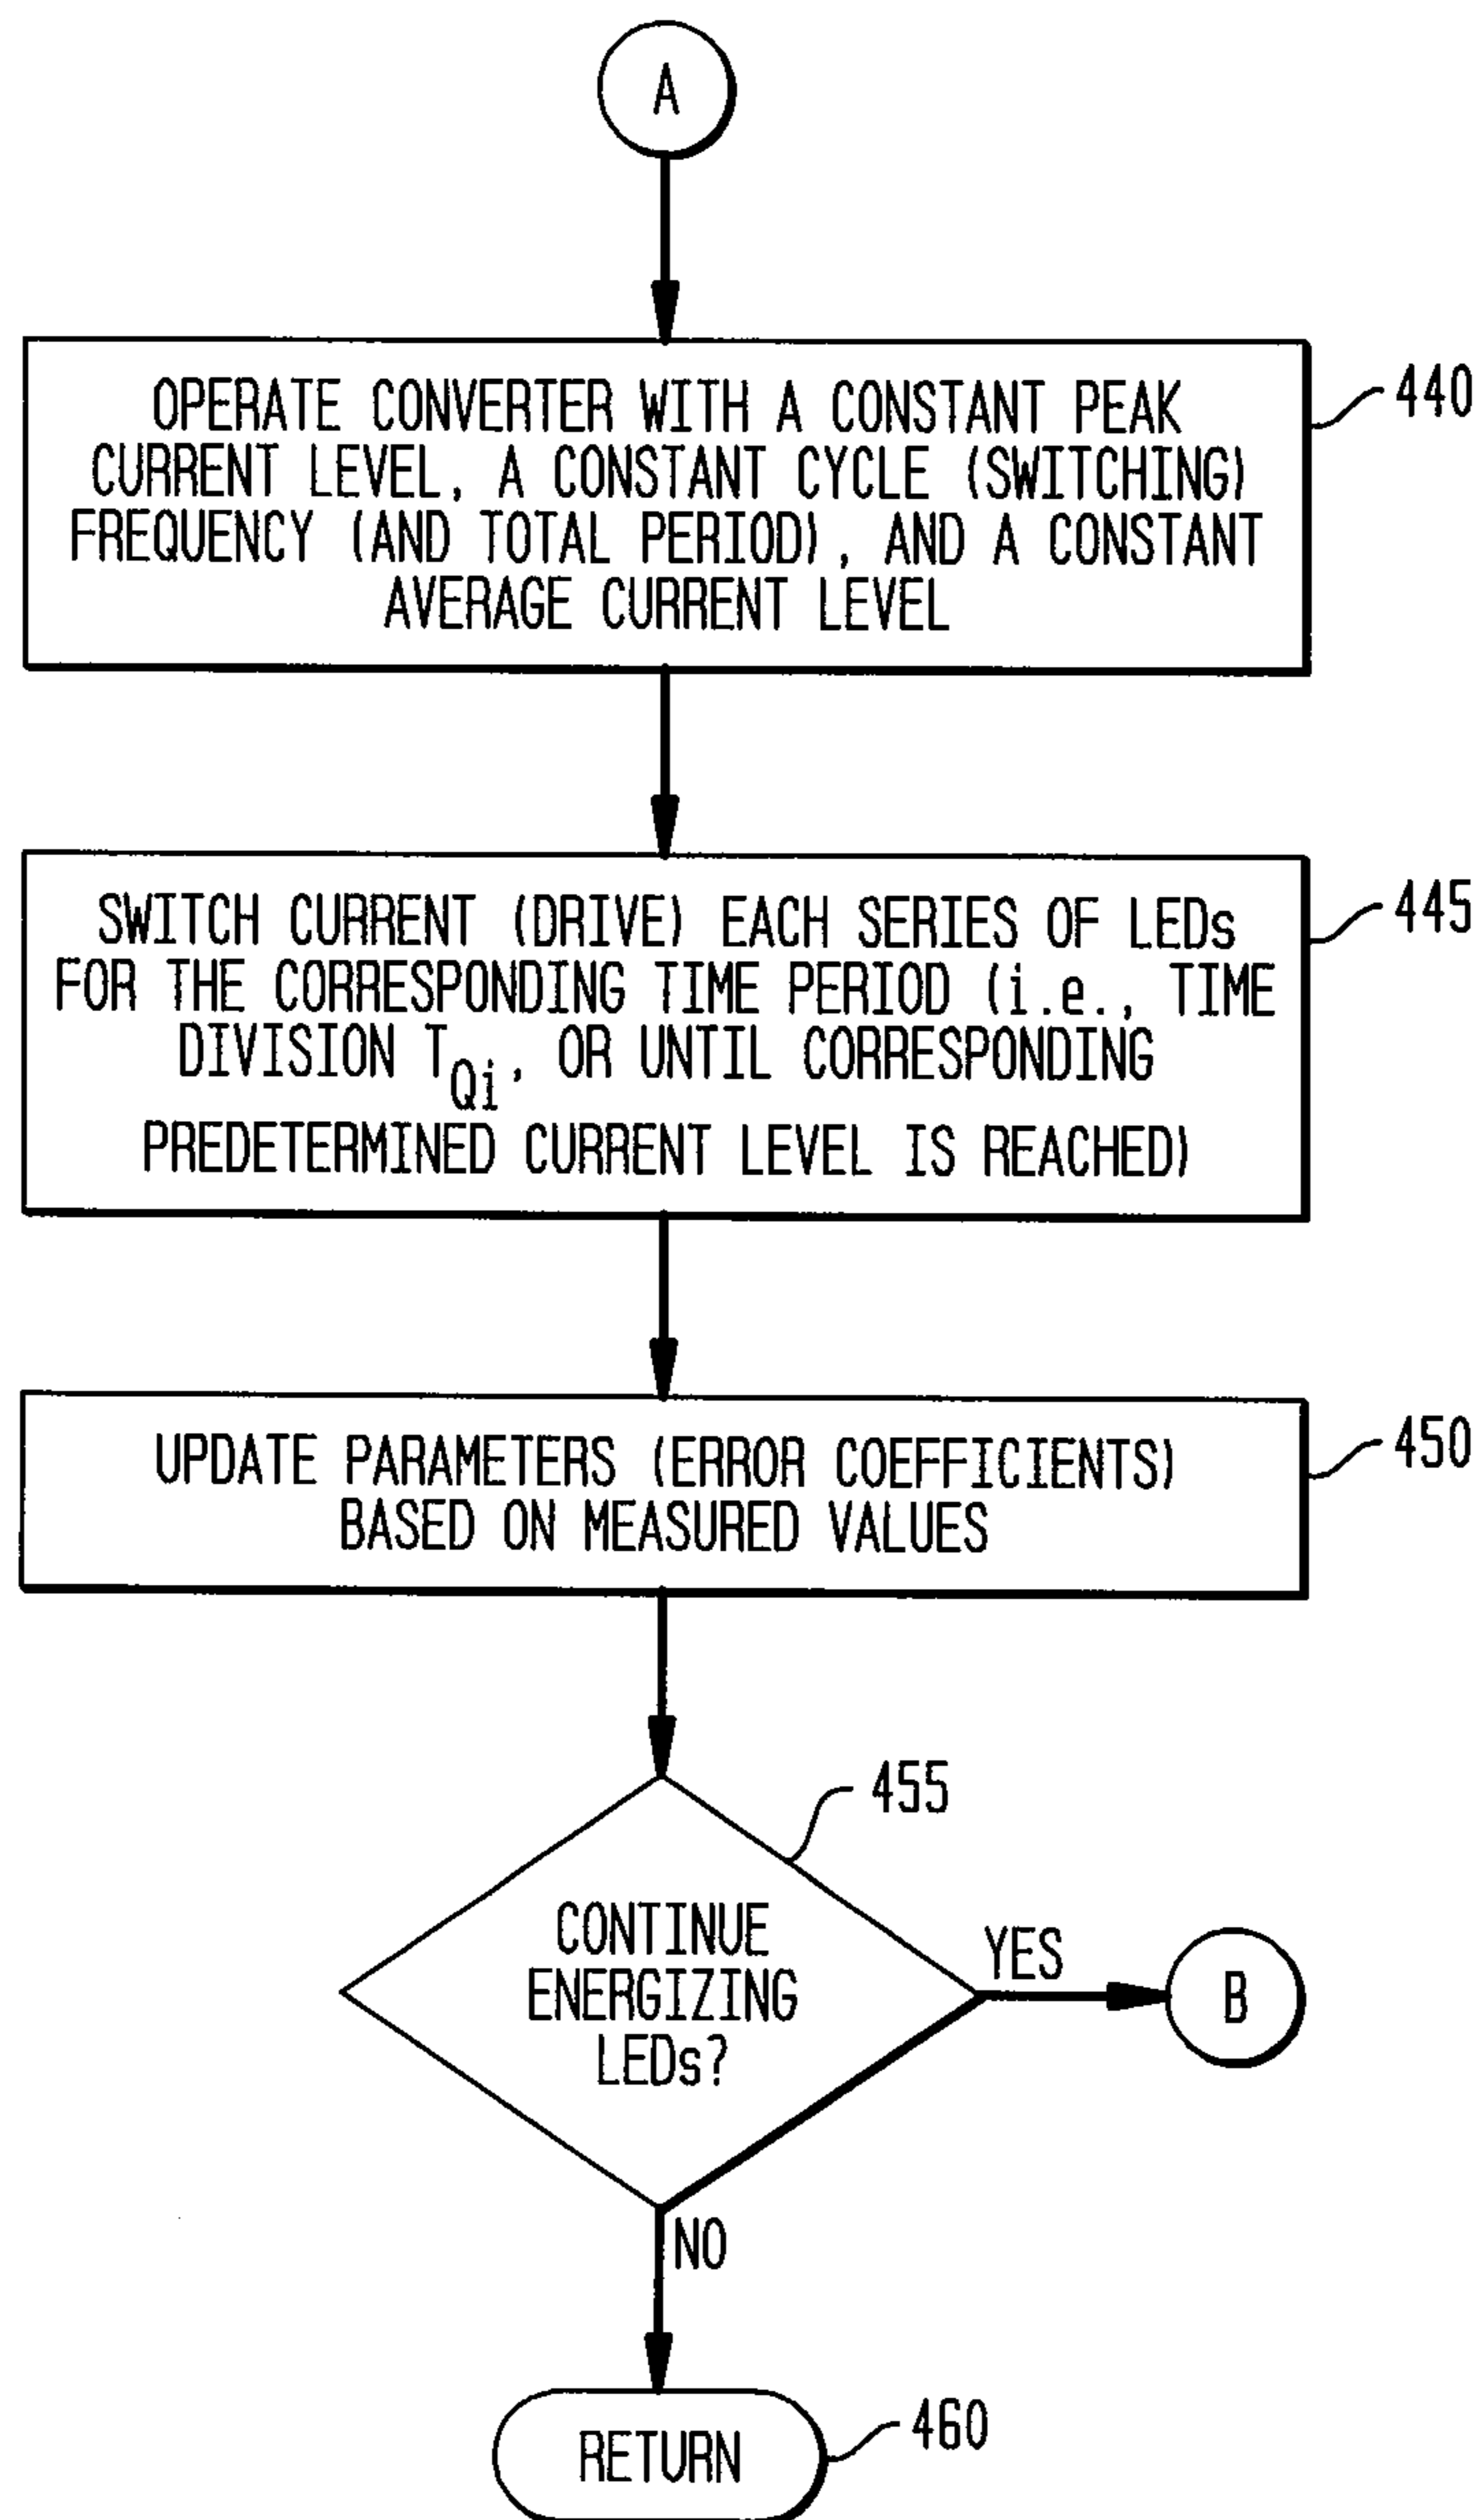 A
OPERATE CONVERTER WITH A CONSTANT PEAK
CURRENT LEVEL, A CONSTANT CYCLE (SWITCHING)
FREQUENCY (AND TOTAL PERIOD), AND A CONSTANT
AVERAGE CURRENT LEVEL
440
SWITCH CURRENT (DRIVE) EACH SERIES OF LEDs
FOR THE CORRESPONDING TIME PERIOD (i.e., TIME
DIVISION TQi, OR UNTIL CORRESPONDING
PREDETERMINED CURRENT LEVEL IS REACHED)
445
UPDATE PARAMETERS (ERROR COEFFICIENTS)
BASED ON MEASURED VALUES
450
455
CONTINUE
ENERGIZING
LEDs?
YES
B
NO
RETURN
460